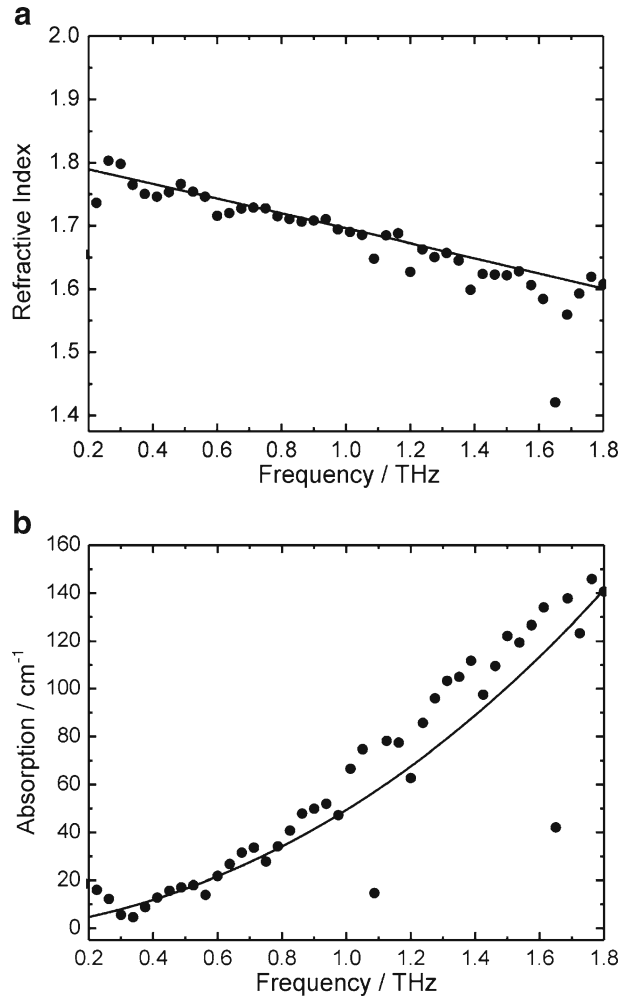 a
2.0
1.9
1.8
1.7
1.6
1.5
1.4
Refractive Index
0.2 0.4 0.6 0.8 1.0 1.2 1.4 1.6 1.8
Frequency / THz
b
160
140
120
100
80
60
40
20
0
Absorption / cm⁻¹
0.2 0.4 0.6 0.8 1.0 1.2 1.4 1.6 1.8
Frequency / THz